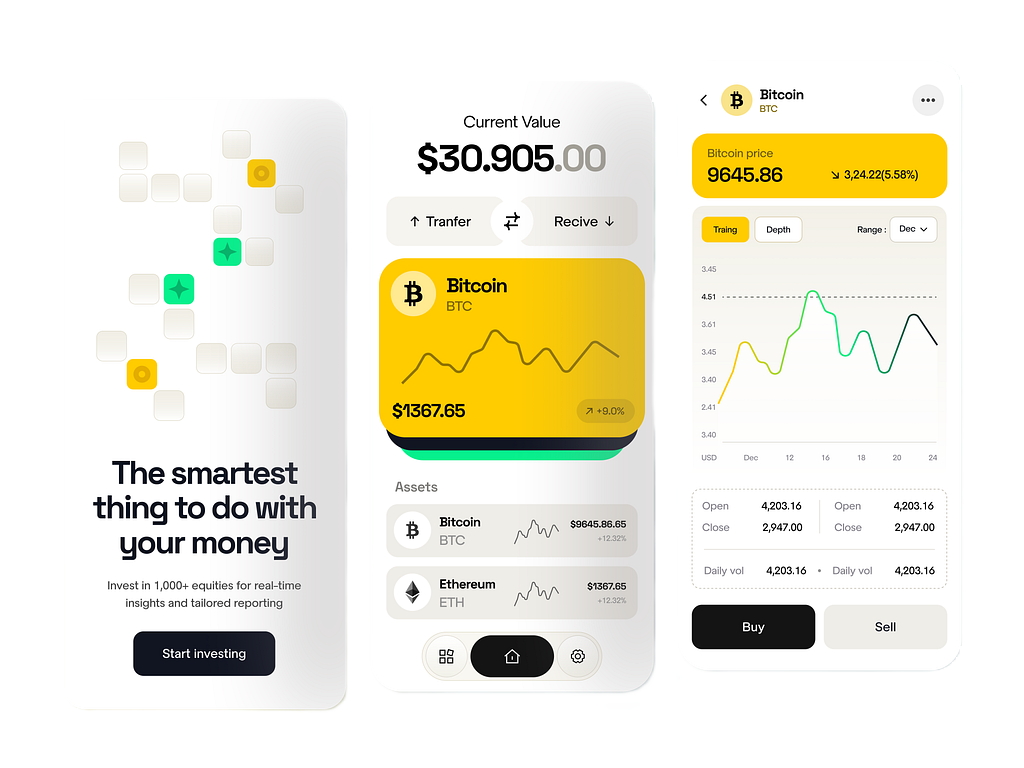 The smartest
thing to do with
your money
Invest in 1,000+ equities for real-time
insights and tailored reporting
Start investing
Current Value
$30.905.00
↑ Tranfer
Recive ↓
Bitcoin
BTC
$1367.65
↗ +9.0%
Assets
Bitcoin
BTC
$9645.86.65
+12.32%
Ethereum
ETH
$1367.65
+12.32%
Bitcoin
BTC
Bitcoin price
9645.86
↘ 3,24.22(5.58%)
Traing
Depth
Range :
Dec
3.45
4.51
3.61
3.45
3.40
2.41
3.40
USD Dec 12 16 18 20 24
Open 4,203.16 Open 4,203.16
Close 2,947.00 Close 2,947.00
Daily vol 4,203.16 • Daily vol 4,203.16
Buy
Sell